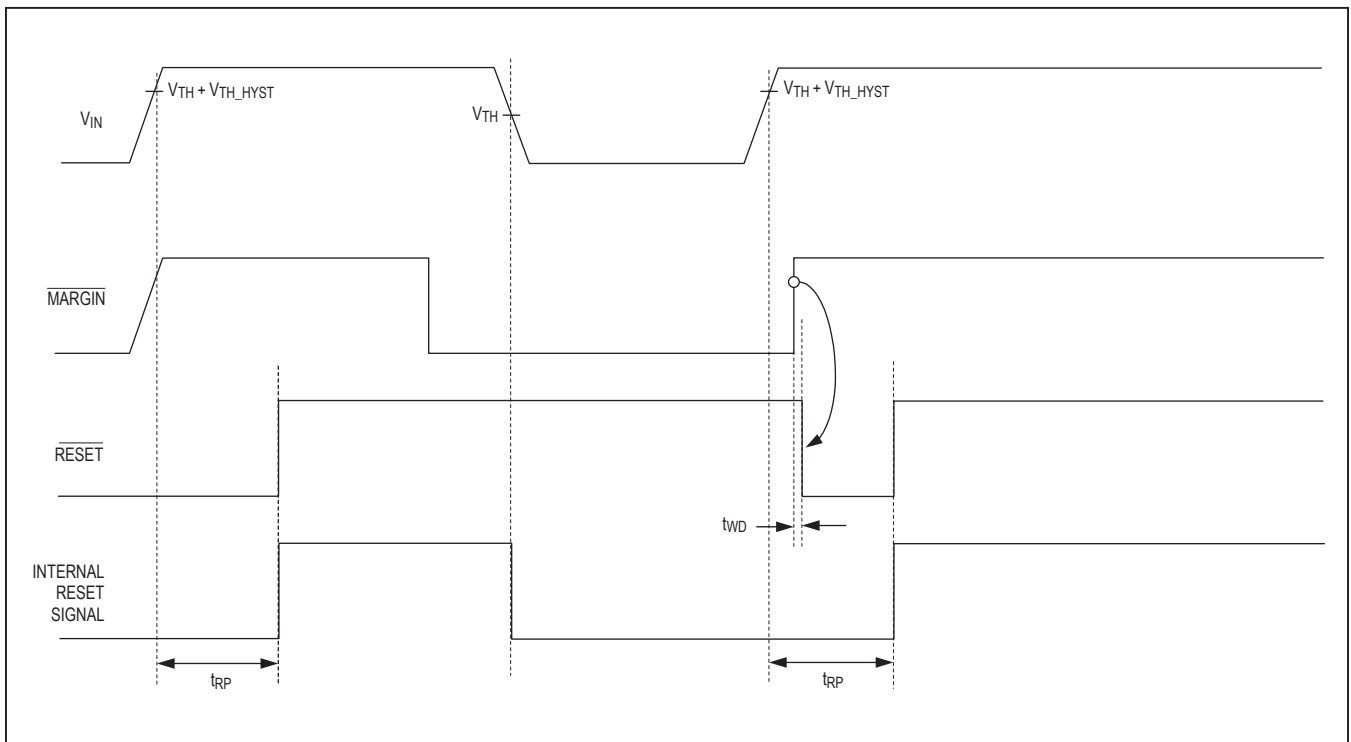 VTH + VTH_HYST
VTH + VTH_HYST
VTH
VIN
MARGIN
RESET
tWD
INTERNAL
RESET
SIGNAL
tRP
tRP